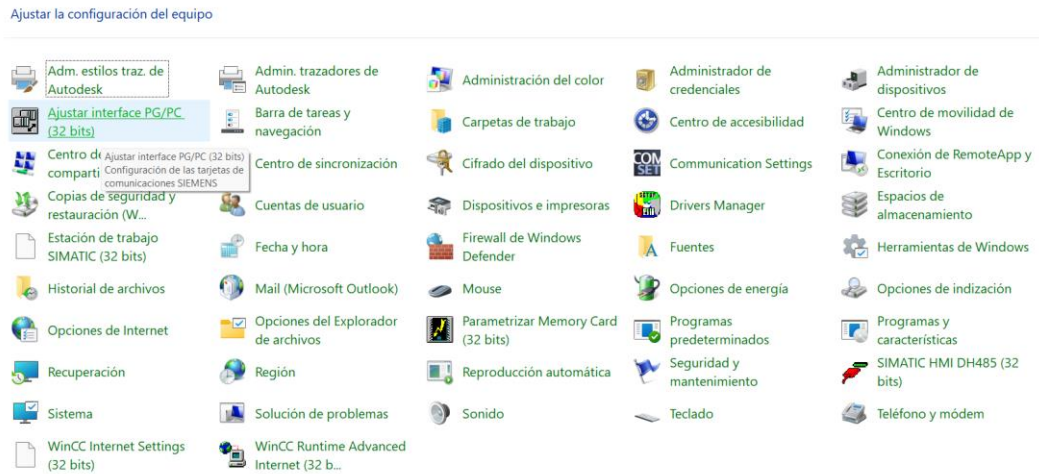 Ajustar la configuración del equipo
Adm. estilos traz. de
Autodesk
Admin. trazadores de
Autodesk
Administración del color
Administrador de
credenciales
Administrador de
dispositivos
Ajustar interface PG/PC
(32 bits)
Barra de tareas y
navegación
Carpetas de trabajo
Centro de accesibilidad
Centro de movilidad de
Windows
Centro de
comparti
Ajustar interface PG/PC (32 bits)
Configuración de las tarjetas de
comunicaciones SIEMENS
Centro de sincronización
Cifrado del dispositivo
COM
SET
Communication Settings
Conexión de RemoteApp y
Escritorio
Copias de seguridad y
restauración (W...
Cuentas de usuario
Dispositivos e impresoras
Drivers Manager
Espacios de
almacenamiento
Estación de trabajo
SIMATIC (32 bits)
Fecha y hora
Firewall de Windows
Defender
Fuentes
Herramientas de Windows
Historial de archivos
Mail (Microsoft Outlook)
Mouse
Opciones de energía
Opciones de indización
Opciones de Internet
Opciones del Explorador
de archivos
Parametrizar Memory Card
(32 bits)
Programas
predeterminados
Programas y
características
Recuperación
Región
Reproducción automática
Seguridad y
mantenimiento
SIMATIC HMI DH485 (32
bits)
Sistema
Solución de problemas
Sonido
Teclado
Teléfono y módem
WinCC Internet Settings
(32 bits)
WinCC Runtime Advanced
Internet (32 b...